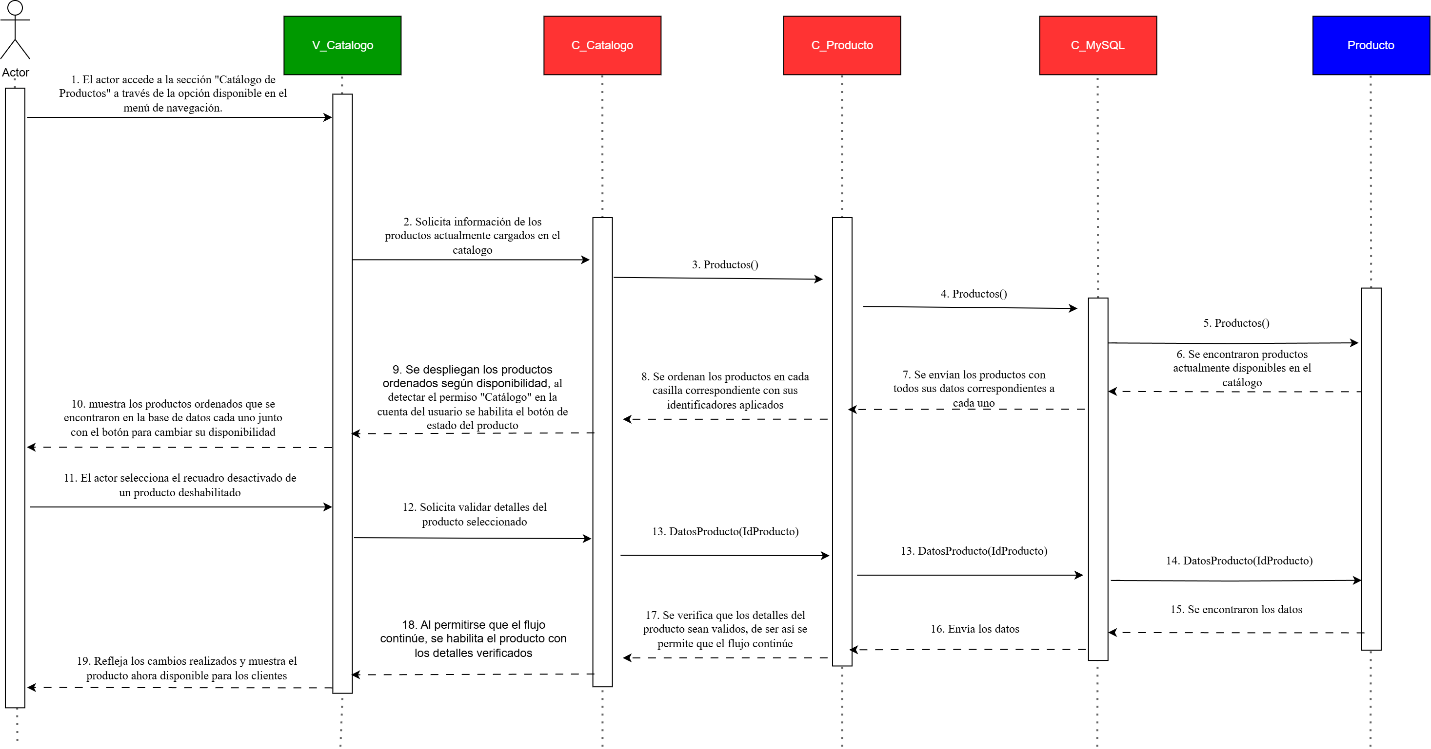 V_Catalogo
C_Catalogo
C_Producto
C_MySQL
Producto
Actor
1. El actor accede a la sección "Catálogo de
Productos" a través de la opción disponible en el
menú de navegación.
2. Solicita información de los
productos actualmente cargados en el
catalogo
3. Productos()
4. Productos()
5. Productos()
6. Se encontraron productos
actualmente disponibles en el
catálogo
7. Se envían los productos con
todos sus datos correspondientes a
cada uno
8. Se ordenan los productos en cada
casilla correspondiente con sus
identificadores aplicados
9. Se despliegan los productos
ordenados según disponibilidad, al
detectar el permiso "Catálogo" en la
cuenta del usuario se habilita el botón de
estado del producto
10. muestra los productos ordenados que se
encontraron en la base de datos cada uno junto
con el botón para cambiar su disponibilidad
11. El actor selecciona el recuadro desactivado de
un producto deshabilitado
12. Solicita validar detalles del
producto seleccionado
13. DatosProducto(IdProducto)
13. DatosProducto(IdProducto)
14. DatosProducto(IdProducto)
15. Se encontraron los datos
16. Envía los datos
17. Se verifica que los detalles del
producto sean validos, de ser así se
permite que el flujo continúe
18. Al permitirse que el flujo
continúe, se habilita el producto con
los detalles verificados
19. Refleja los cambios realizados y muestra el
producto ahora disponible para los clientes